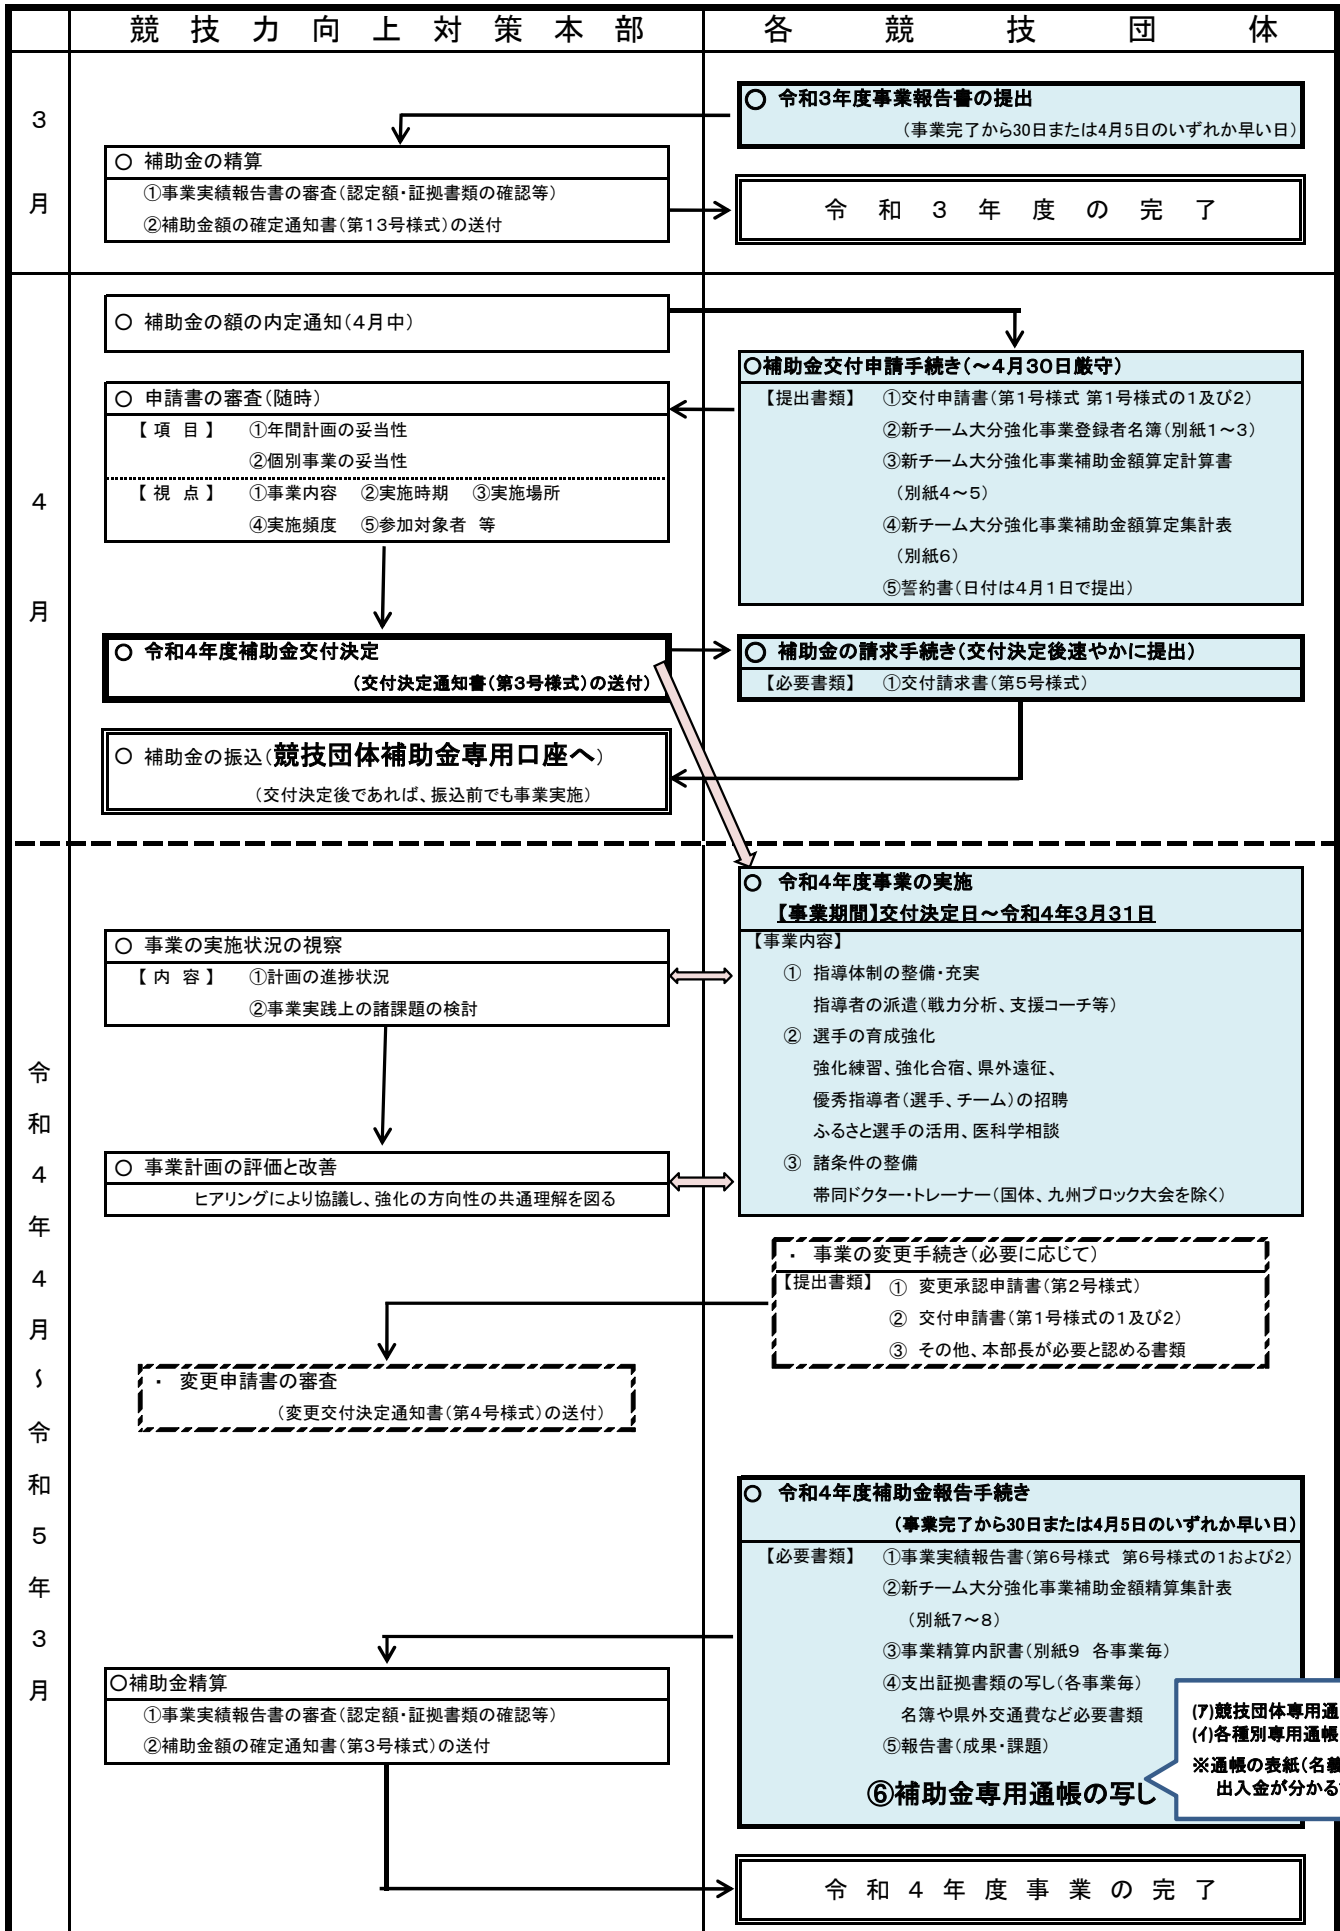 競技力向上対策本部
各競技団体
3月
○ 令和3年度事業報告書の提出
（事業完了から30日または4月5日のいずれか早い日）
○ 補助金の精算
①事業実績報告書の審査（認定額・証拠書類の確認等）
②補助金額の確定通知書（第13号様式）の送付
令和3年度の完了
4月
○ 補助金の額の内定通知（4月中）
○補助金交付申請手続き（～4月30日厳守）
【提出書類】 ①交付申請書（第1号様式 第1号様式の1及び2）
②新チーム大分強化事業登録者名簿（別紙1～3）
③新チーム大分強化事業補助金額算定計算書
（別紙4～5）
④新チーム大分強化事業補助金額算定集計表
（別紙6）
⑤誓約書（日付は4月1日で提出）
○ 申請書の審査（随時）
【 項 目 】 ①年間計画の妥当性
②個別事業の妥当性
【 視 点 】 ①事業内容 ②実施時期 ③実施場所
④実施頻度 ⑤参加対象者 等
○ 令和4年度補助金交付決定
（交付決定通知書（第3号様式）の送付）
○ 補助金の請求手続き（交付決定後速やかに提出）
【必要書類】 ①交付請求書（第5号様式）
○ 補助金の振込（競技団体補助金専用口座へ）
（交付決定後であれば、振込前でも事業実施）
令和4年4月～令和5年3月
○ 令和4年度事業の実施
【事業期間】交付決定日～令和4年3月31日
【事業内容】
① 指導体制の整備・充実
指導者の派遣（戦力分析、支援コーチ等）
② 選手の育成強化
強化練習、強化合宿、県外遠征、
優秀指導者（選手、チーム）の招聘
ふるさと選手の活用、医科学相談
③ 諸条件の整備
帯同ドクター・トレーナー（国体、九州ブロック大会を除く）
○ 事業の実施状況の視察
【 内 容 】 ①計画の進捗状況
②事業実践上の諸課題の検討
○ 事業計画の評価と改善
ヒアリングにより協議し、強化の方向性の共通理解を図る
・ 事業の変更手続き（必要に応じて）
【提出書類】 ① 変更承認申請書（第2号様式）
② 交付申請書（第1号様式の1及び2）
③ その他、本部長が必要と認める書類
・ 変更申請書の審査
（変更交付決定通知書（第4号様式）の送付）
○ 令和4年度補助金報告手続き
（事業完了から30日または4月5日のいずれか早い日）
【必要書類】 ①事業実績報告書（第6号様式 第6号様式の1および2）
②新チーム大分強化事業補助金額精算集計表
（別紙7～8）
③事業精算内訳書（別紙9 各事業毎）
④支出証拠書類の写し（各事業毎）
名簿や県外交通費など必要書類
⑤報告書（成果・課題）
⑥補助金専用通帳の写し
(ｱ)競技団体専用通
(ｲ)各種別専用通帳
※通帳の表紙（名義
出入金が分かる
○補助金精算
①事業実績報告書の審査（認定額・証拠書類の確認等）
②補助金額の確定通知書（第3号様式）の送付
令和4年度事業の完了